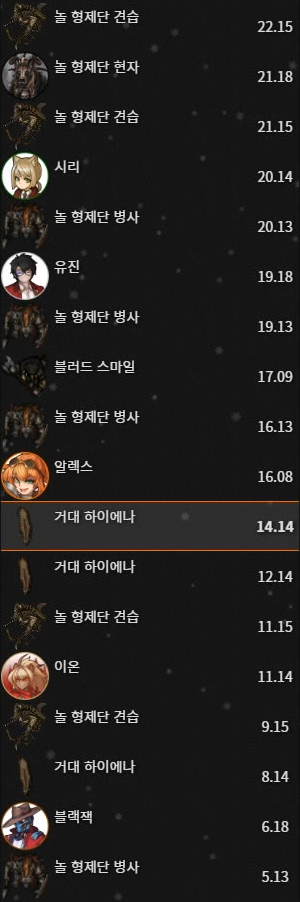 놀 형제단 견습
22.15
놀 형제단 현자
21.18
놀 형제단 견습
21.15
시리
20.14
놀 형제단 병사
20.13
유진
19.18
놀 형제단 병사
19.13
블러드 스마일
17.09
놀 형제단 병사
16.13
알렉스
16.08
거대 하이에나
14.14
거대 하이에나
12.14
놀 형제단 견습
11.15
이온
11.14
놀 형제단 견습
9.15
거대 하이에나
8.14
블랙잭
6.18
놀 형제단 병사
5.13